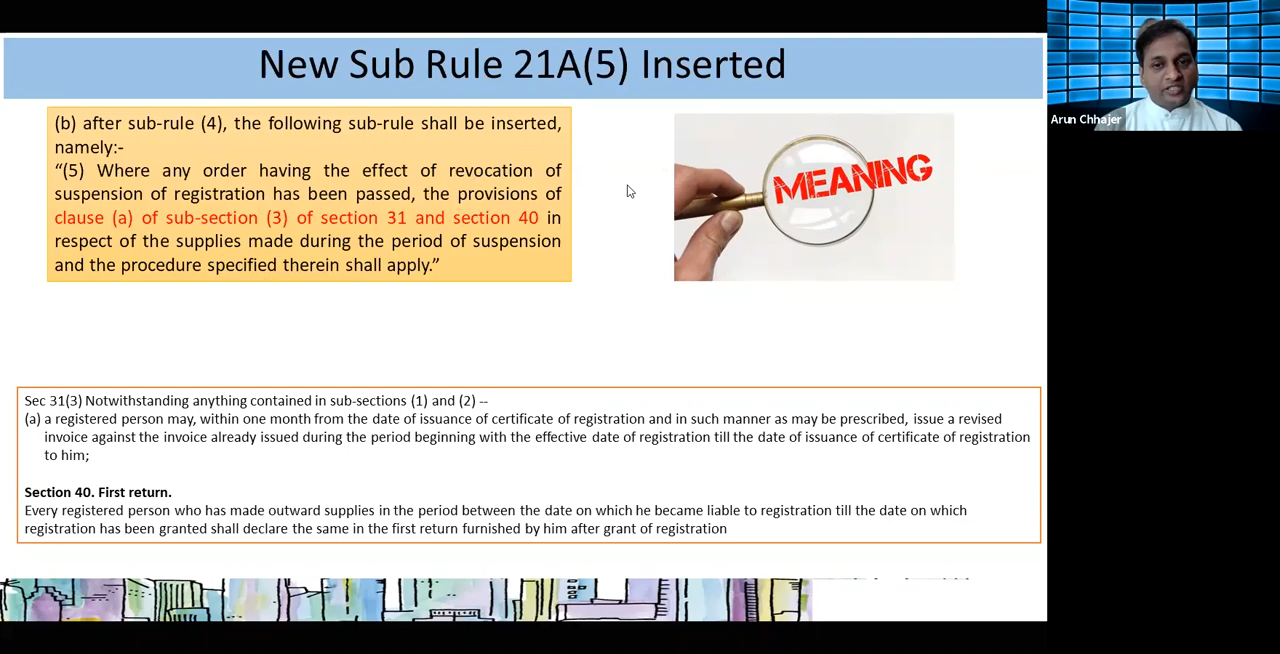 New Sub Rule 21A(5) Inserted
(b) after sub-rule (4), the following sub-rule shall be inserted,
namely:-
“(5) Where any order having the effect of revocation of
suspension of registration has been passed, the provisions of
clause (a) of sub-section (3) of section 31 and section 40 in
respect of the supplies made during the period of suspension
and the procedure specified therein shall apply.”
MEANING
Arun Chhajer
Sec 31(3) Notwithstanding anything contained in sub-sections (1) and (2) --
(a) a registered person may, within one month from the date of issuance of certificate of registration and in such manner as may be prescribed, issue a revised
invoice against the invoice already issued during the period beginning with the effective date of registration till the date of issuance of certificate of registration
to him;
Section 40. First return.
Every registered person who has made outward supplies in the period between the date on which he became liable to registration till the date on which
registration has been granted shall declare the same in the first return furnished by him after grant of registration